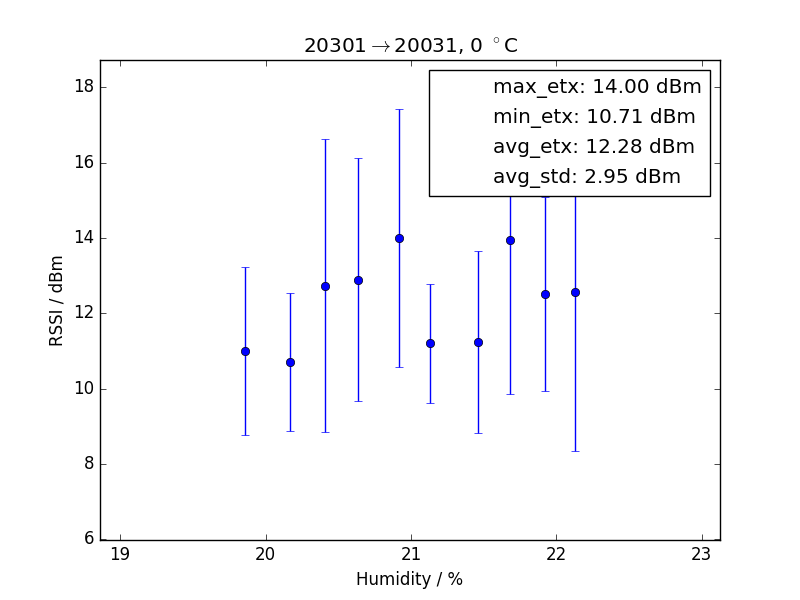 20301→20031, 0 °C
max_etx: 14.00 dBm
min_etx: 10.71 dBm
avg_etx: 12.28 dBm
avg_std: 2.95 dBm
RSSI / dBm
18
16
14
12
10
8
6
19 20 21 22 23
Humidity / %